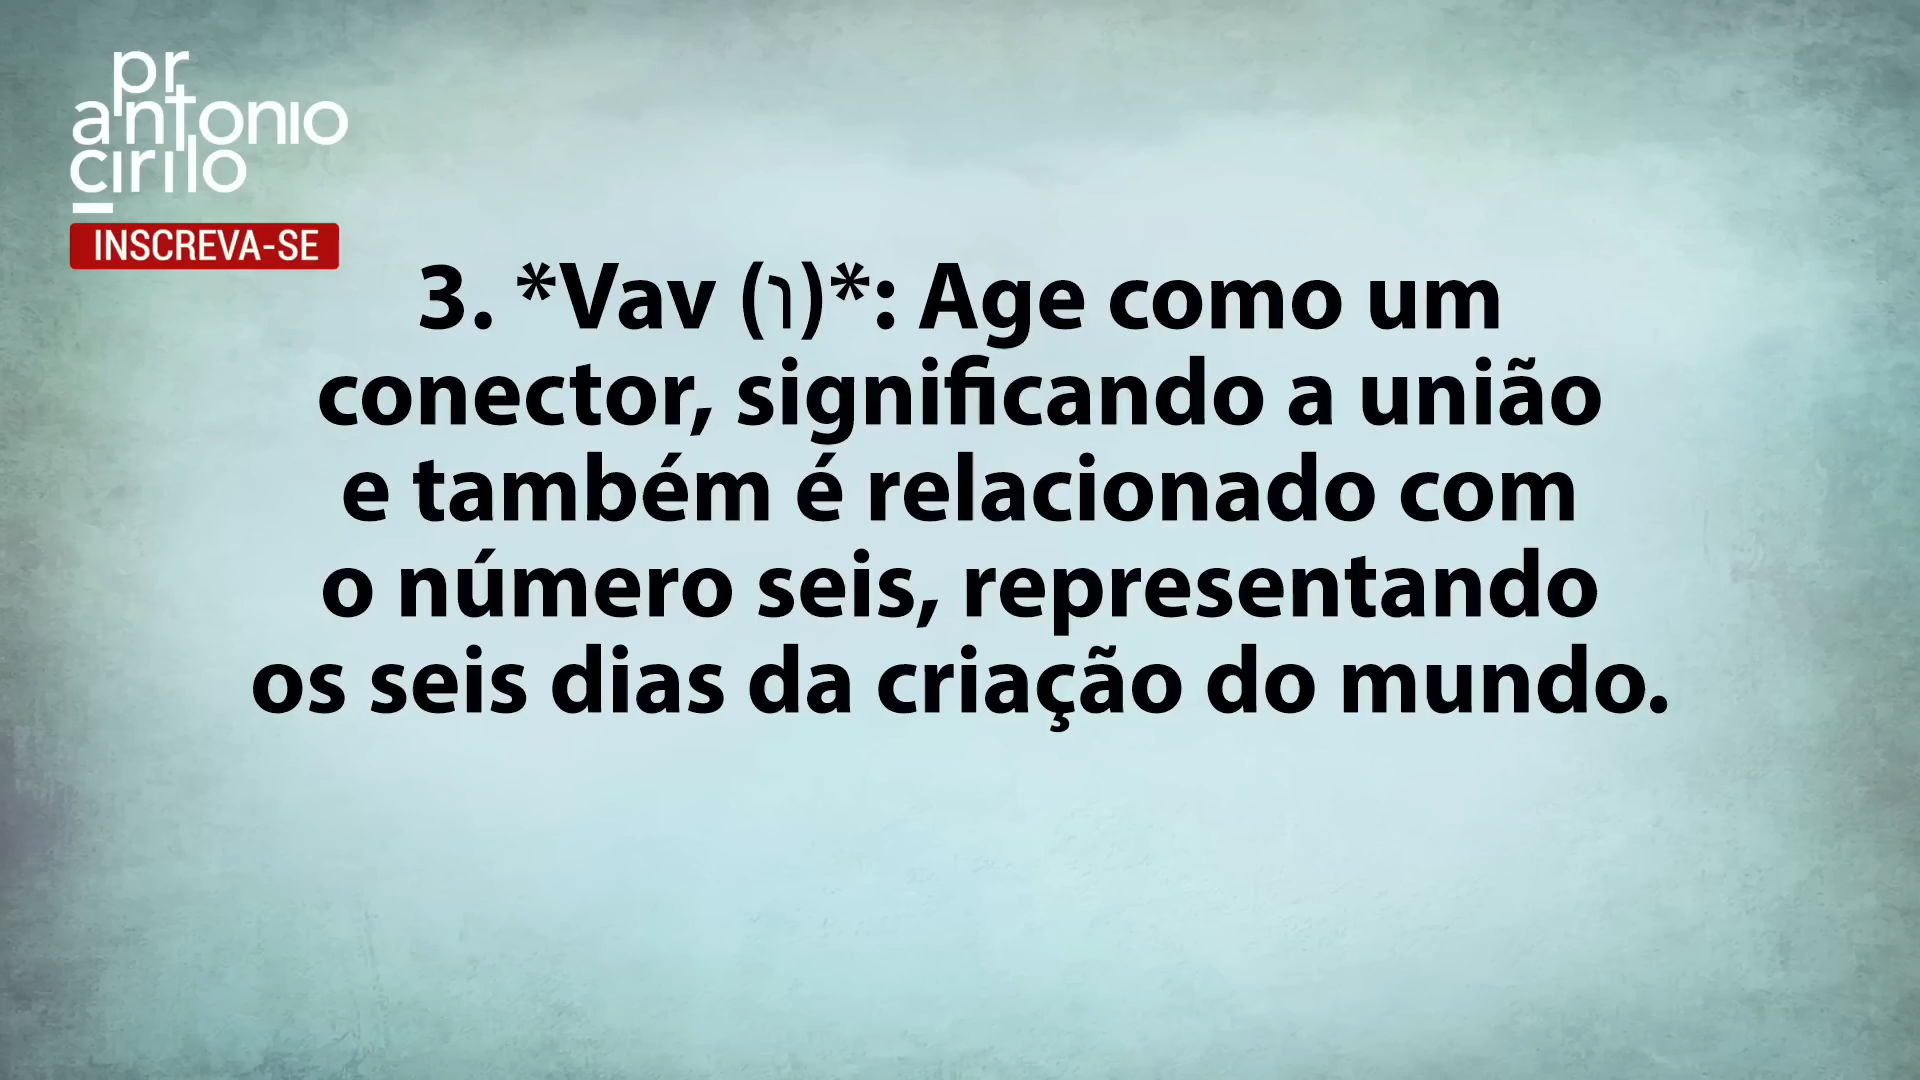 pr
antonio
cirilo
INSCREVA-SE
3. *Vav (ו)*: Age como um
conector, significando a união
e também é relacionado com
o número seis, representando
os seis dias da criação do mundo.